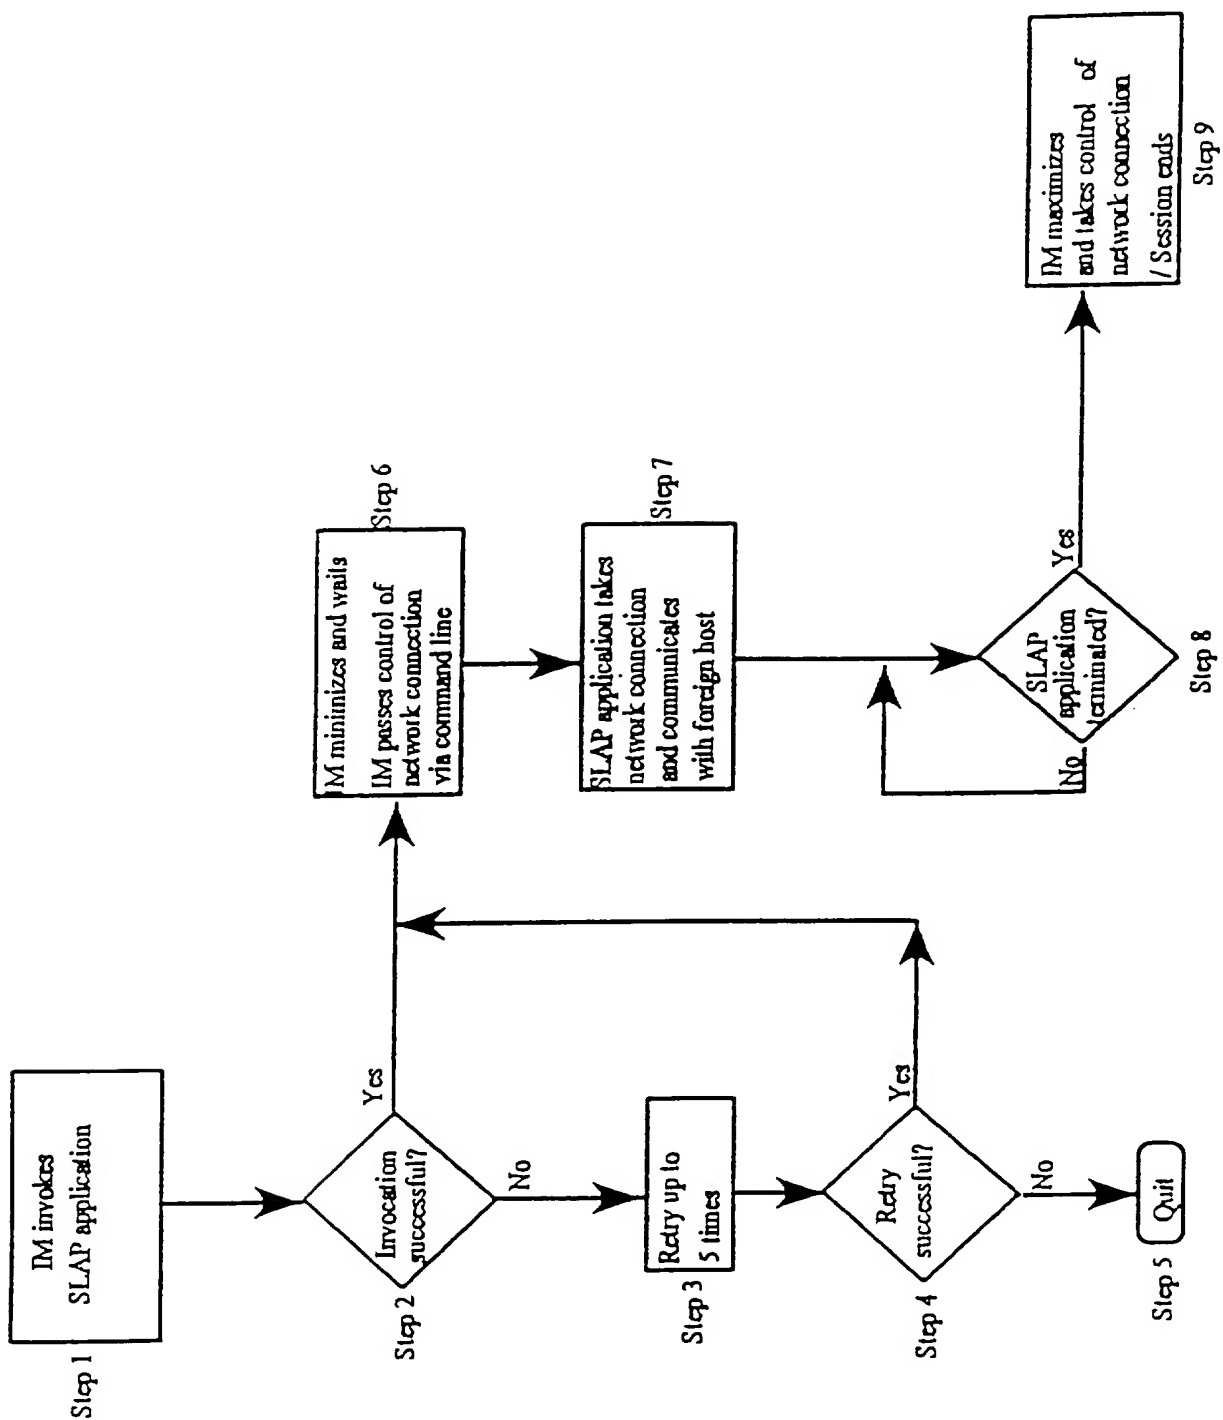 Step 1
IM invokes
SLAP application
Step 2
Invocation
successful?
Yes
No
Step 3
Retry up to
5 times
Step 4
Retry
successful?
Yes
No
Step 5
Quit
IM minimizes and waits
IM passes control of
network connection
via command line
Step 6
SLAP application takes
network connection
and communicates
with foreign host
Step 7
SLAP
application
terminated?
Yes
No
Step 8
IM maximizes
and takes control of
network connection
/ Session ends
Step 9